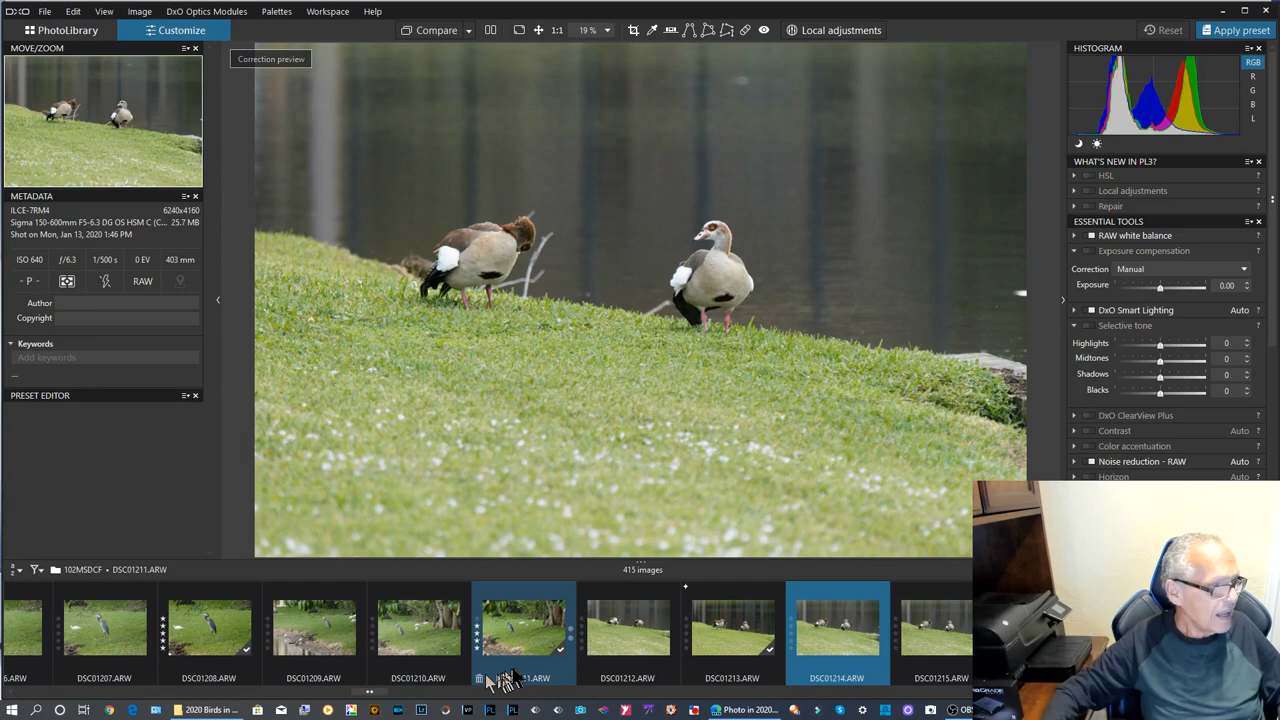 DXO File Edit View Image DxO Optics Modules Palettes Workspace Help
PhotoLibrary Customize Compare 1:1 19 % Local adjustments Reset Apply preset
MOVE/ZOOM
Correction preview
METADATA
ILCE-7RM4 6240x4160
Sigma 150-600mm F5-6.3 DG OS HSM C (C... 25.7 MB
Shot on Mon, Jan 13, 2020 1:46 PM
ISO 640 ƒ/6.3 1/500 s 0 EV 403 mm
- P - RAW
Author
Copyright
Keywords
Add keywords
PRESET EDITOR
HISTOGRAM
RGB
R
G
B
L
WHAT'S NEW IN PL3?
HSL ?
Local adjustments ?
Repair ?
ESSENTIAL TOOLS
RAW white balance ?
Exposure compensation ?
Correction Manual
Exposure 0.00
DxO Smart Lighting Auto ?
Selective tone ?
Highlights 0
Midtones 0
Shadows 0
Blacks 0
DxO ClearView Plus ?
Contrast Auto ?
Color accentuation ?
Noise reduction - RAW Auto ?
Horizon Auto ?
102MSDCF • DSC01211.ARW 415 images
6.ARW DSC01207.ARW DSC01208.ARW DSC01209.ARW DSC01210.ARW 1.ARW DSC01212.ARW DSC01213.ARW DSC01214.ARW DSC01215.ARW
2020 Birds in ... Photo in 2020... OBS